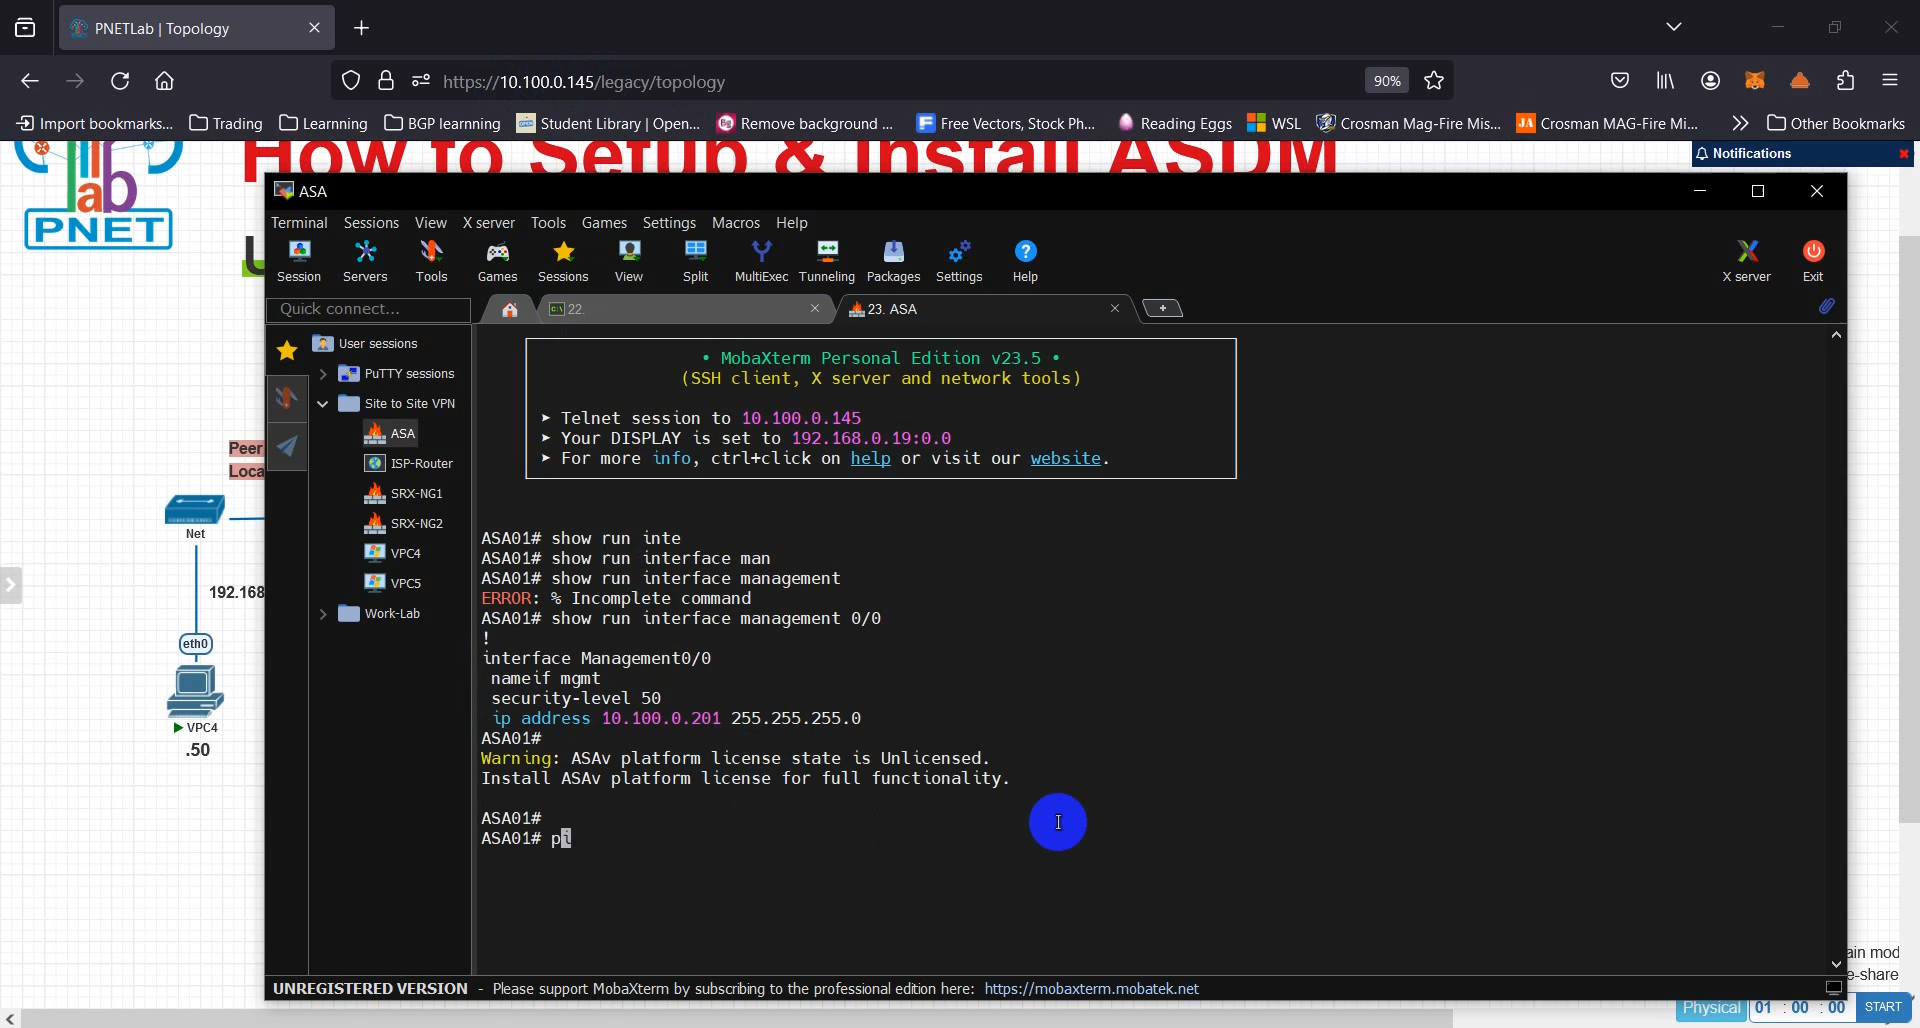 PNETLab | Topology
https://10.100.0.145/legacy/topology
90%
Import bookmarks...
Trading
Learnning
BGP learnning
Student Library | Open...
Remove background ...
Free Vectors, Stock Ph...
Reading Eggs
WSL
Crosman Mag-Fire Mis...
Crosman MAG-Fire Mi...
Other Bookmarks
How to Setup & Install ASDM
Notifications
lab
PNET
ASA
Terminal Sessions View X server Tools Games Settings Macros Help
Session Servers Tools Games Sessions View Split MultiExec Tunneling Packages Settings Help X server Exit
Quick connect...
22.
23. ASA
User sessions
PuTTY sessions
Site to Site VPN
ASA
ISP-Router
SRX-NG1
SRX-NG2
VPC4
VPC5
Work-Lab
• MobaXterm Personal Edition v23.5 •
(SSH client, X server and network tools)
➤ Telnet session to 10.100.0.145
➤ Your DISPLAY is set to 192.168.0.19:0.0
➤ For more info, ctrl+click on help or visit our website.
ASA01# show run inte
ASA01# show run interface man
ASA01# show run interface management
ERROR: % Incomplete command
ASA01# show run interface management 0/0
!
interface Management0/0
nameif mgmt
security-level 50
ip address 10.100.0.201 255.255.255.0
ASA01#
Warning: ASAv platform license state is Unlicensed.
Install ASAv platform license for full functionality.
ASA01#
ASA01# pi
UNREGISTERED VERSION - Please support MobaXterm by subscribing to the professional edition here: https://mobaxterm.mobatek.net
Peer
Loca
Net
192.168
eth0
VPC4
.50
ain mod
e-share
Physical 01 : 00 : 00 START